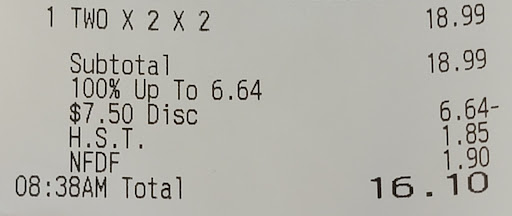 1 TWO X 2 X 2 18.99
Subtotal 18.99
100% Up To 6.64
$7.50 Disc 6.64-
H.S.T. 1.85
NFDF 1.90
08:38AM Total 16.10